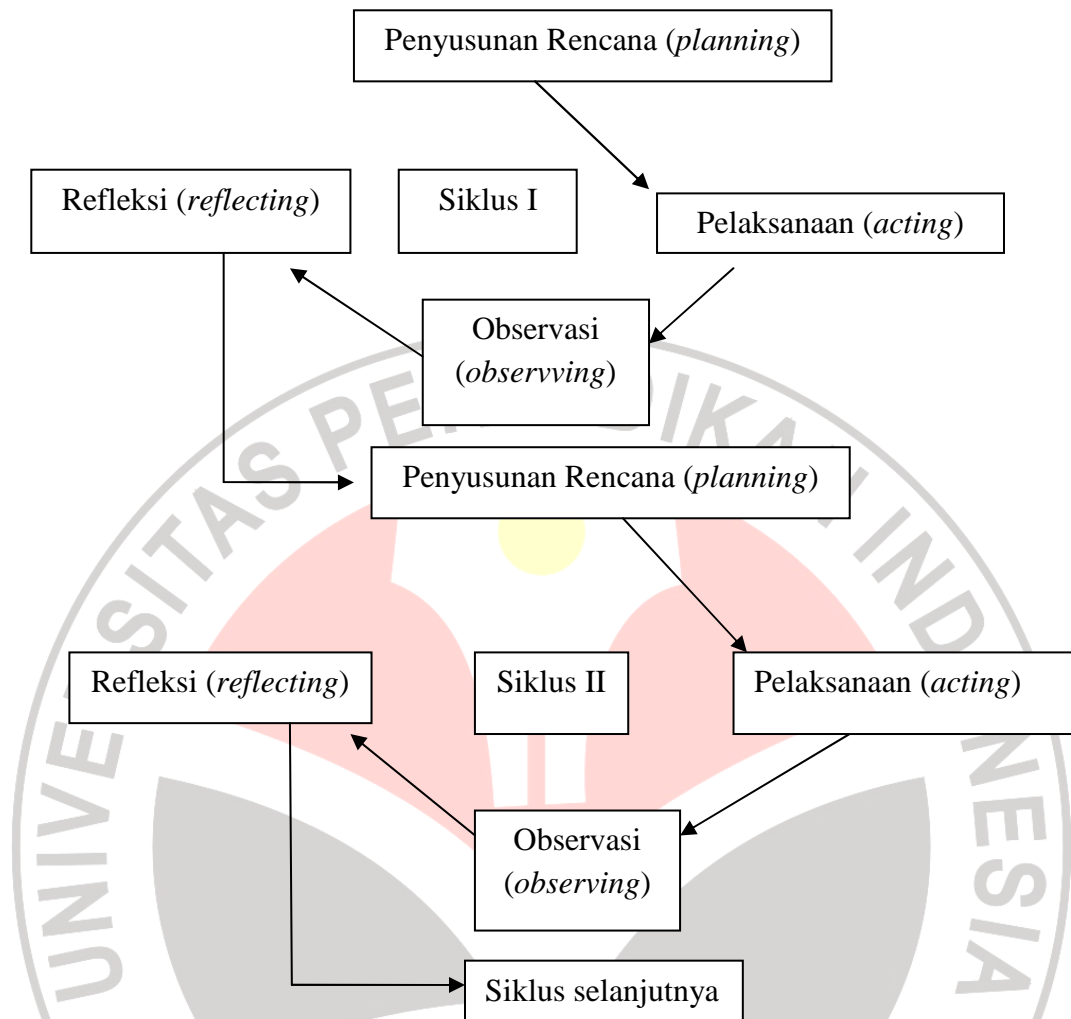 Penyusunan Rencana (planning)
Refleksi (reflecting)
Siklus I
Pelaksanaan (acting)
Observasi
(observving)
Penyusunan Rencana (planning)
Refleksi (reflecting)
Siklus II
Pelaksanaan (acting)
Observasi
(observing)
Siklus selanjutnya